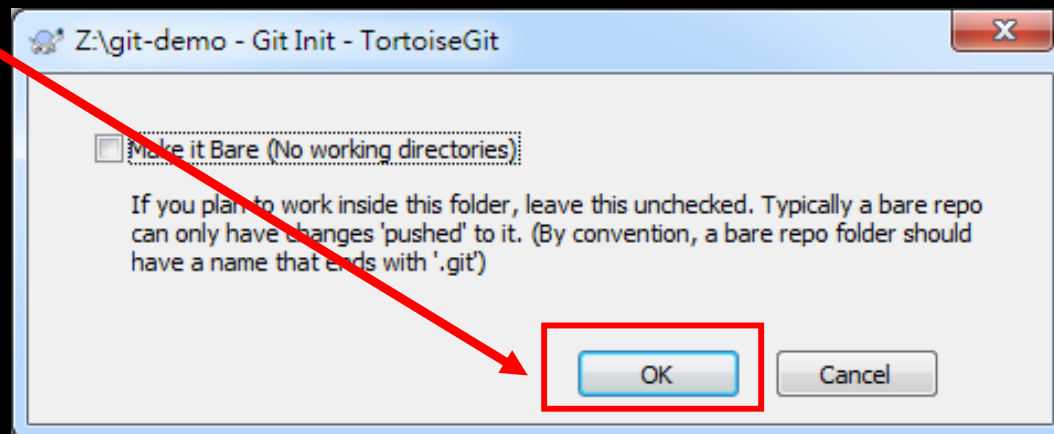 Z:\git-demo - Git Init - TortoiseGit
Make it Bare (No working directories)
If you plan to work inside this folder, leave this unchecked. Typically a bare repo
can only have changes 'pushed' to it. (By convention, a bare repo folder should
have a name that ends with '.git')
OK Cancel